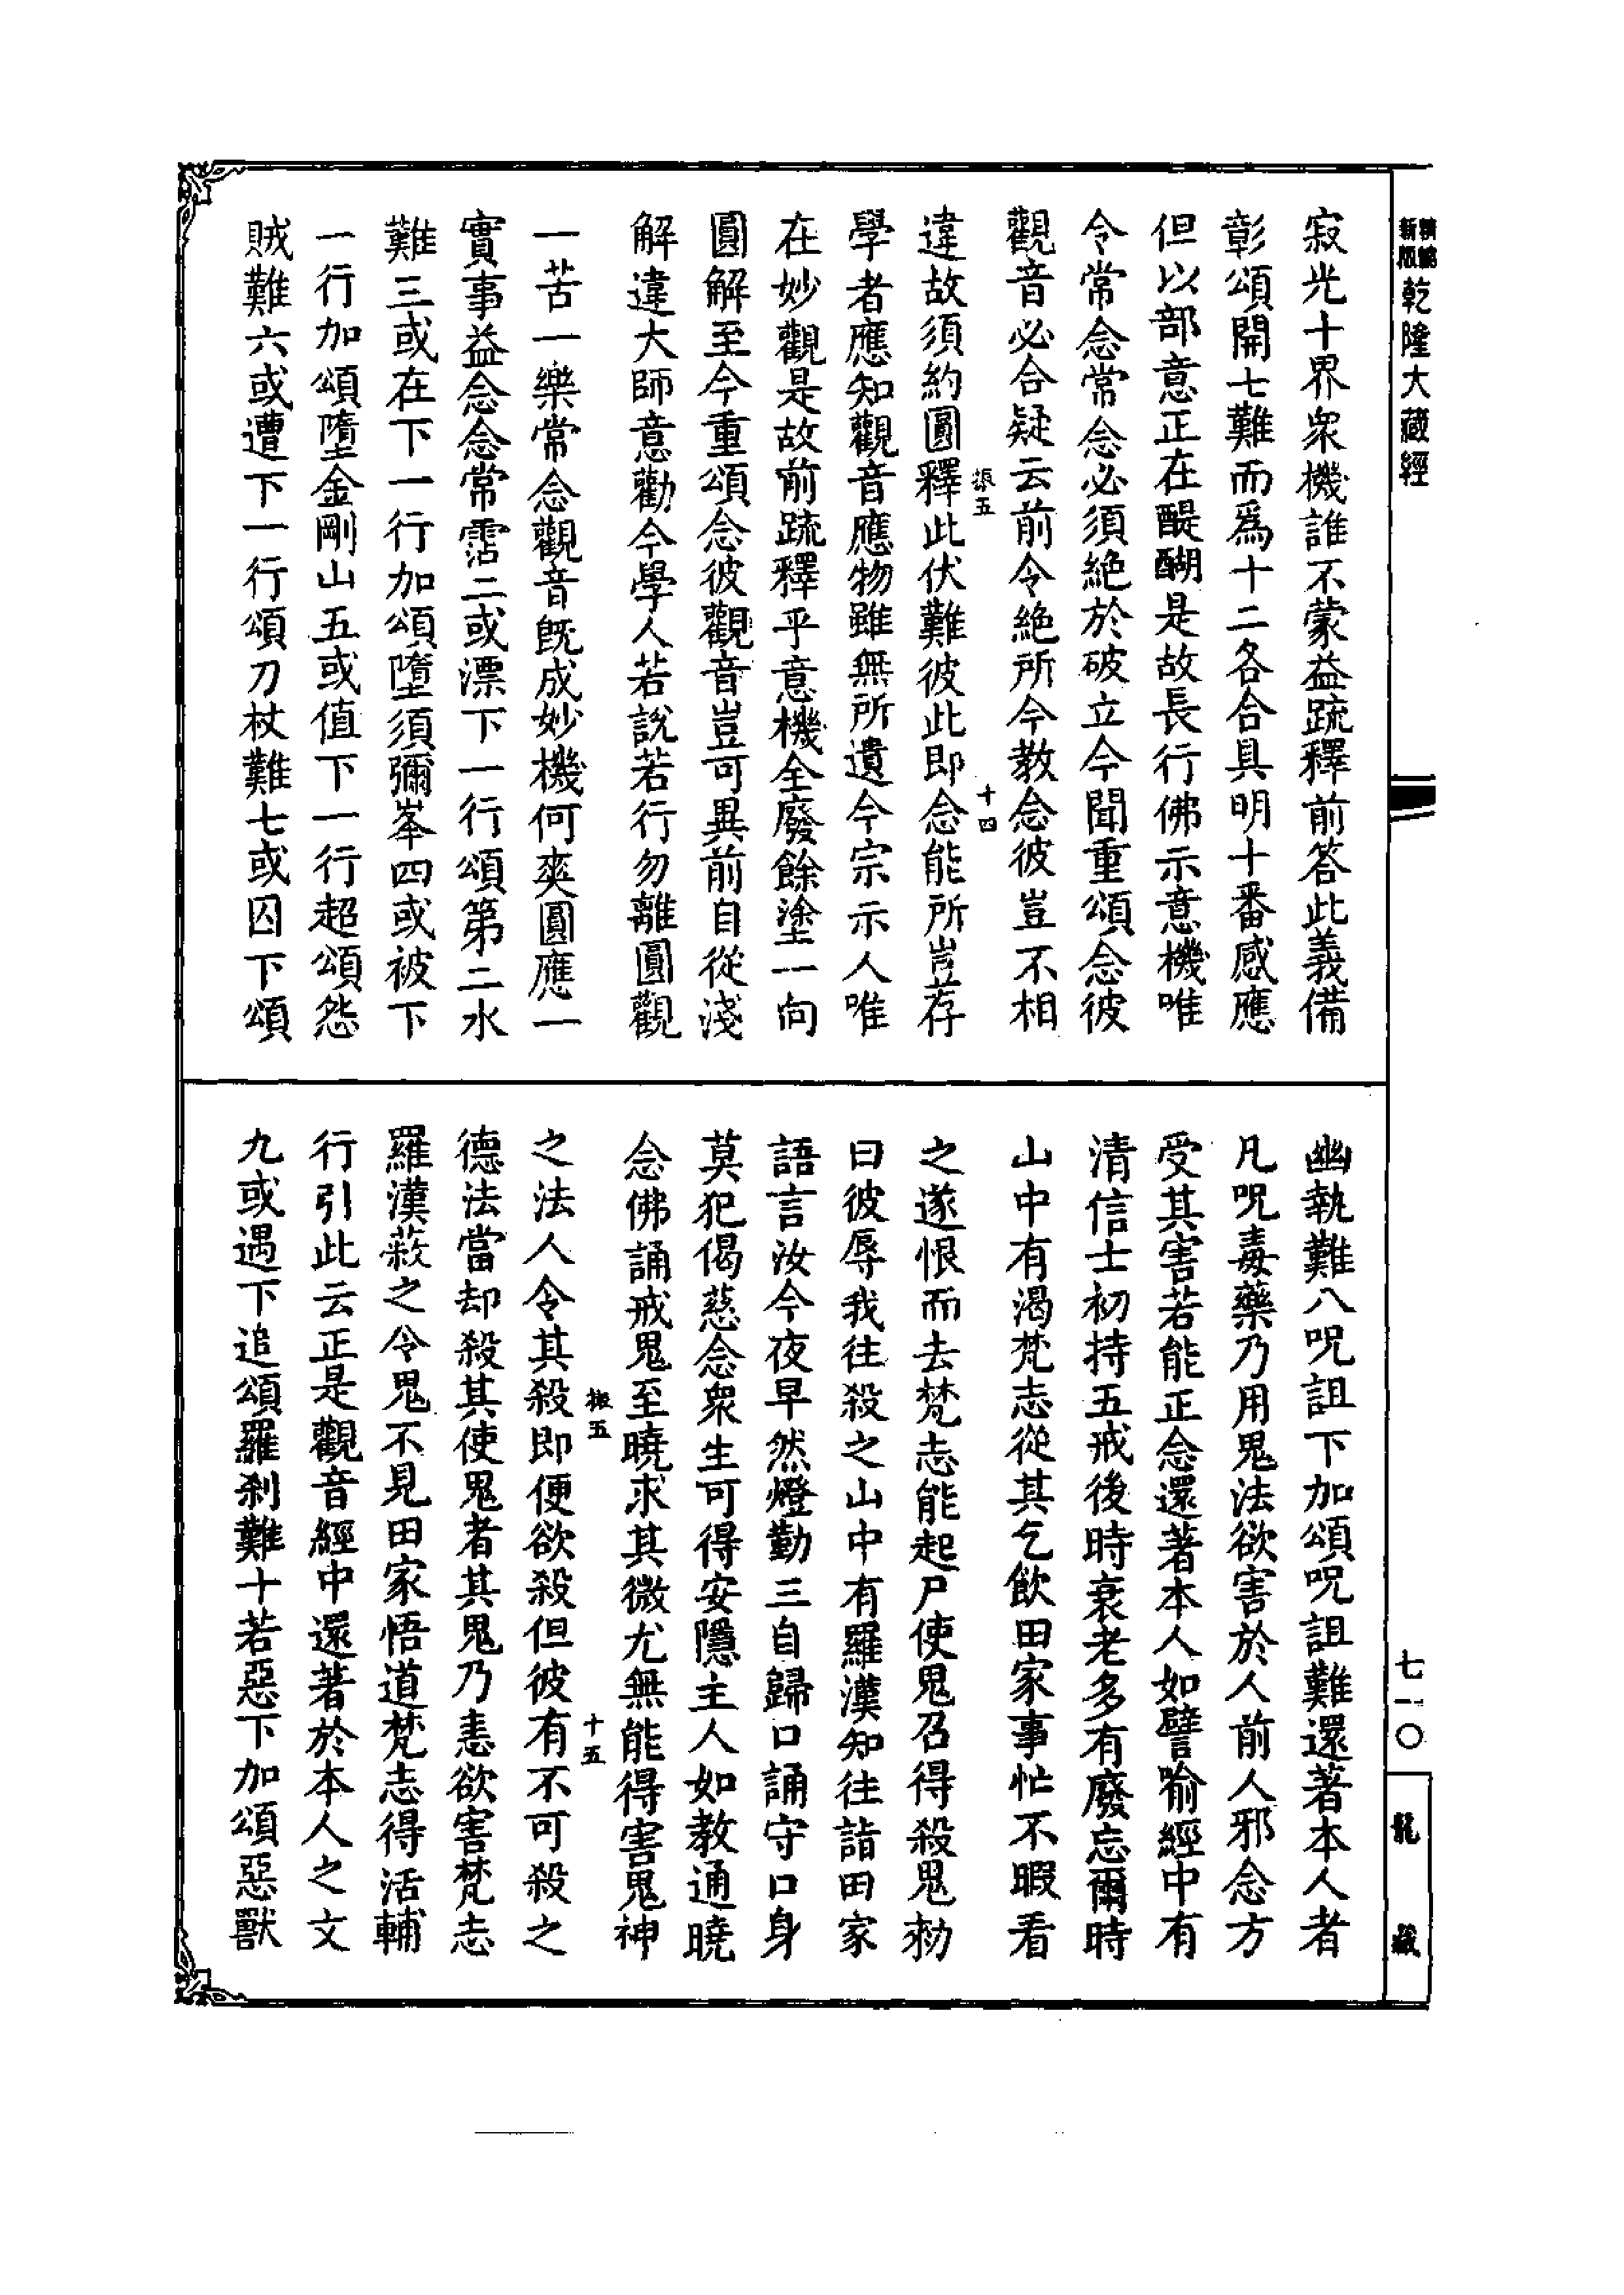 新版
精編
乾隆大藏經
寂光十界衆機誰不蒙益䟽釋前答此義備
彰頌開七難而爲十二各合具明十番感應
但以部意正在醍醐是故長行佛示意機唯
令常念常念必須絶於破立今聞重頌念彼
觀音必合疑云前令絶所今教念彼豈不相
違故須約圓釋此伏難彼此即念能所豈存
振五
十四
學者應知觀音應物雖無所遺今宗示人唯
在妙觀是故前䟽釋乎意機全廢餘塗一向
圓解至今重頌念彼觀音豈可異前自從淺
解違大師意勸今學人若說若行勿離圓觀
一苦一樂常念觀音既成妙機何爽圓應一
實事益念念常霑二或漂下一行頌第二水
難三或在下一行加頌墮須彌峯四或被下
一行加頌墮金剛山五或值下一行超頌怨
賊難六或遭下一行頌刀杖難七或囚下頌
幽執難八呪詛下加頌呪詛難還著本人者
凡呪毒藥乃用鬼法欲害於人前人邪念方
受其害若能正念還著本人如譬喻經中有
清信士初持五戒後時衰老多有廢忘爾時
山中有渴梵志從其乞飲田家事忙不暇看
之遂恨而去梵志能起尸使鬼召得殺鬼勑
曰彼辱我往殺之山中有羅漢知往詣田家
語言汝今夜早然燈勤三自歸口誦守口身
莫犯偈慈念衆生可得安隱主人如教通曉
念佛誦戒鬼至曉求其微尤無能得害鬼神
振五
十五
之法人令其殺即便欲殺但彼有不可殺之
德法當却殺其使鬼者其鬼乃恚欲害梵志
羅漢蔽之令鬼不見田家悟道梵志得活輔
行引此云正是觀音經中還著於本人之文
九或遇下追頌羅刹難十若惡下加頌惡獸
七一〇
龍藏